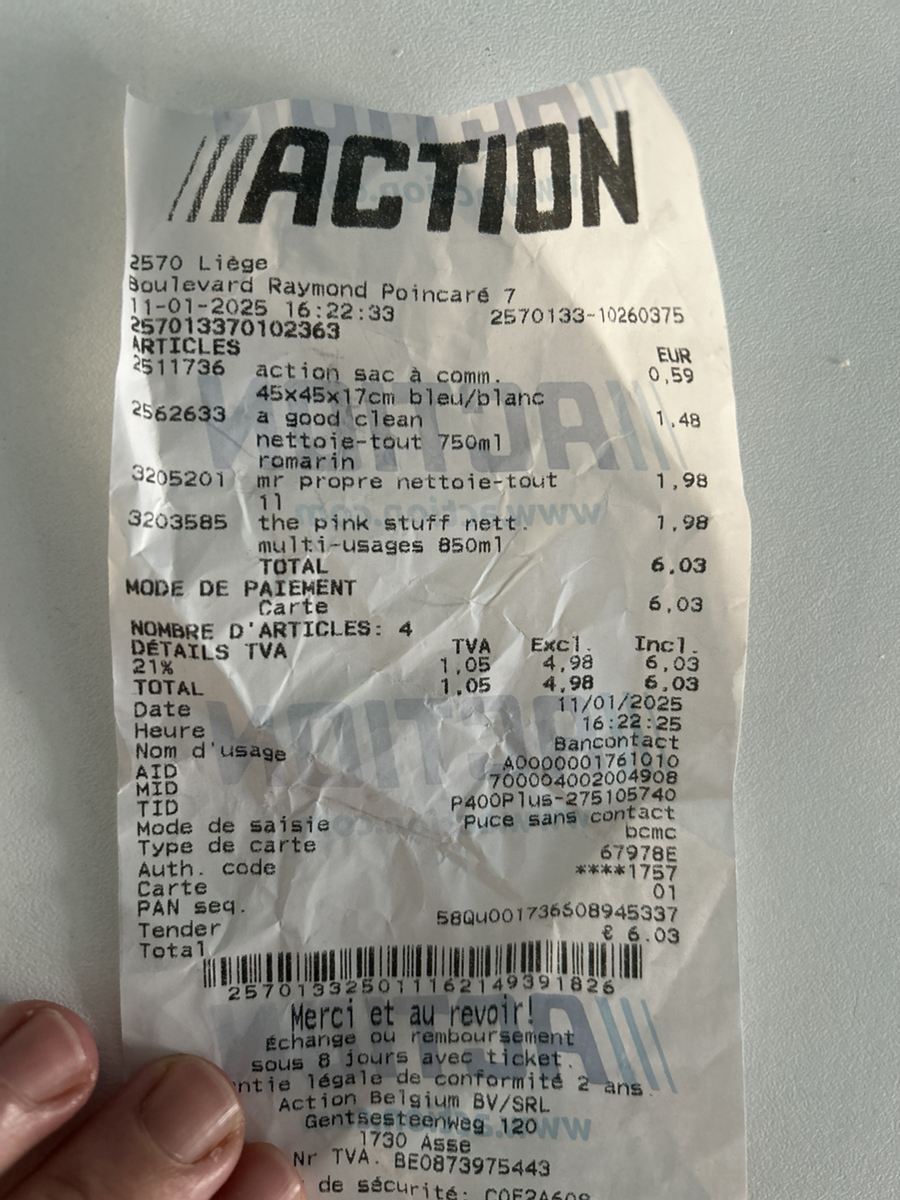 ACTION
2570 Liège
Boulevard Raymond Poincaré 7
11-01-2025 16:22:33 2570133-10260375
257013370102363
ARTICLES EUR
2511736 action sac à comm. 0,59
45x45x17cm bleu/blanc
2562633 a good clean 1,48
nettoie-tout 750ml
romarin
3205201 mr propre nettoie-tout 1,98
1l
3203585 the pink stuff nett. 1,98
multi-usages 850ml
TOTAL 6,03
MODE DE PAIEMENT
Carte 6,03
NOMBRE D'ARTICLES: 4
DÉTAILS TVA TVA Excl. Incl.
21% 1,05 4,98 6,03
TOTAL 1,05 4,98 6,03
Date 11/01/2025
Heure 16:22:25
Nom d'usage Bancontact
AID A0000001761010
MID 700004002004908
TID P400Plus-275105740
Mode de saisie Puce sans contact
Type de carte bcmc
Auth. code 67978E
Carte ****1757
PAN seq. 01
Tender 58Qu001736608945337
Total € 6.03
257013325011162149391826
Merci et au revoir!
Échange ou remboursement
sous 8 jours avec ticket.
légale de conformité 2 ans.
Action Belgium BV/SRL
Gentsesteenweg 120
1730 Asse
Nr TVA. BE0873975443
de sécurité: